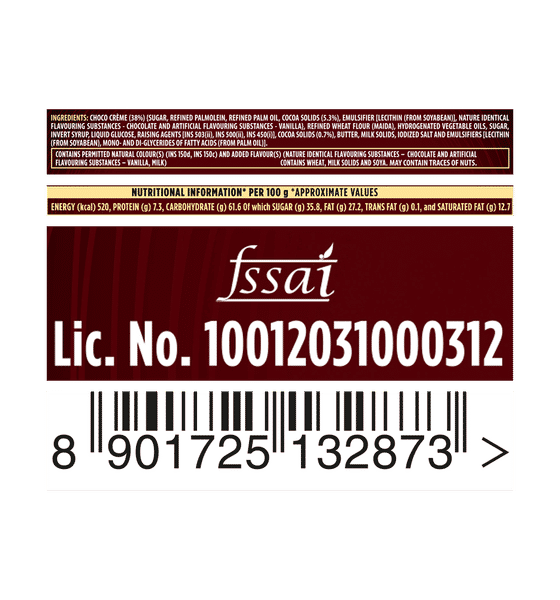 INGREDIENTS: CHOCO CRÈME (38%) [SUGAR, REFINED PALMOLEIN, REFINED PALM OIL, COCOA SOLIDS (5.3%), EMULSIFIER [LECITHIN (FROM SOYBEAN)], NATURE IDENTICAL
FLAVOURING SUBSTANCES - CHOCOLATE AND ARTIFICIAL FLAVOURING SUBSTANCES - VANILLA), REFINED WHEAT FLOUR (MAIDA), HYDROGENATED VEGETABLE OILS, SUGAR,
INVERT SYRUP, LIQUID GLUCOSE, RAISING AGENTS [INS 503(ii), INS 500(ii), INS 450(i)], COCOA SOLIDS (0.7%), BUTTER, MILK SOLIDS, IODIZED SALT AND EMULSIFIERS [LECITHIN
(FROM SOYBEAN), MONO- AND DI-GLYCERIDES OF FATTY ACIDS (FROM PALM OIL)].
CONTAINS PERMITTED NATURAL COLOUR(S) (INS 150d, INS 150c) AND ADDED FLAVOUR(S) (NATURE IDENTICAL FLAVOURING SUBSTANCES – CHOCOLATE AND ARTIFICIAL
FLAVOURING SUBSTANCES – VANILLA, MILK) CONTAINS WHEAT, MILK SOLIDS AND SOYA. MAY CONTAIN TRACES OF NUTS.
NUTRITIONAL INFORMATION* PER 100 g *APPROXIMATE VALUES
ENERGY (kcal) 520, PROTEIN (g) 7.3, CARBOHYDRATE (g) 61.6 Of which SUGAR (g) 35.8, FAT (g) 27.2, TRANS FAT (g) 0.1, and SATURATED FAT (g) 12.7
fssai
Lic. No. 10012031000312
8 901725 132873 >